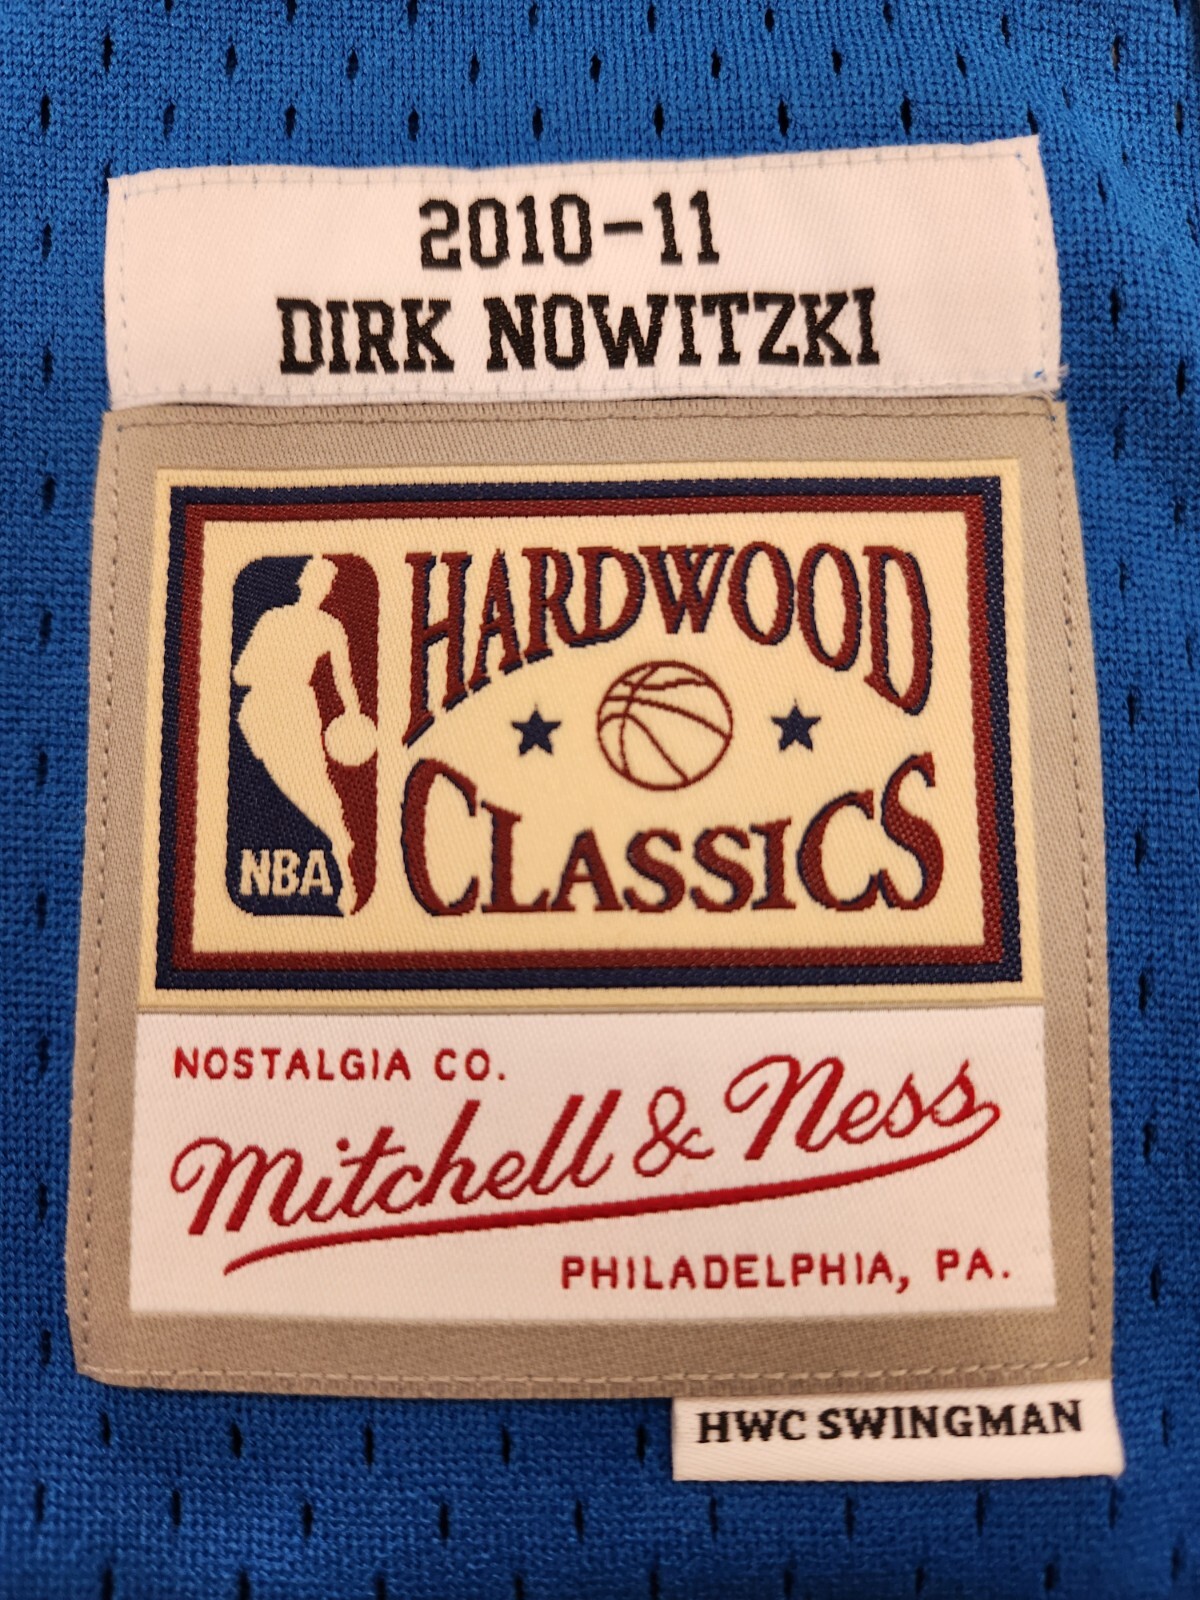 2010-11
DIRK NOWITZKI
HARDWOOD
CLASSICS
NBA
NOSTALGIA CO.
Mitchell & Ness
PHILADELPHIA, PA.
HWC SWINGMAN